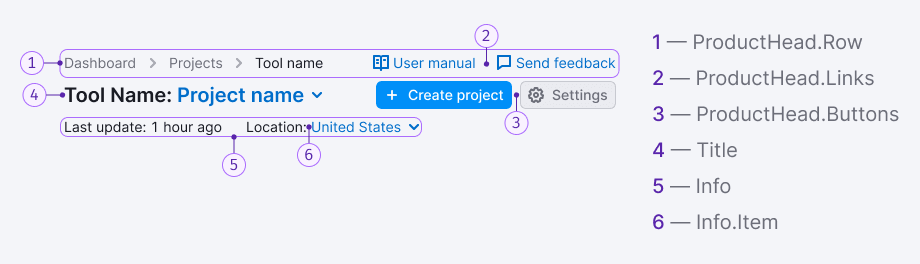 1 Dashboard Projects Tool name User manual 2 Send feedback
4 Tool Name: Project name + Create project 3 Settings
Last update: 1 hour ago Location: United States
5 6
1 — ProductHead.Row
2 — ProductHead.Links
3 — ProductHead.Buttons
4 — Title
5 — Info
6 — Info.Item